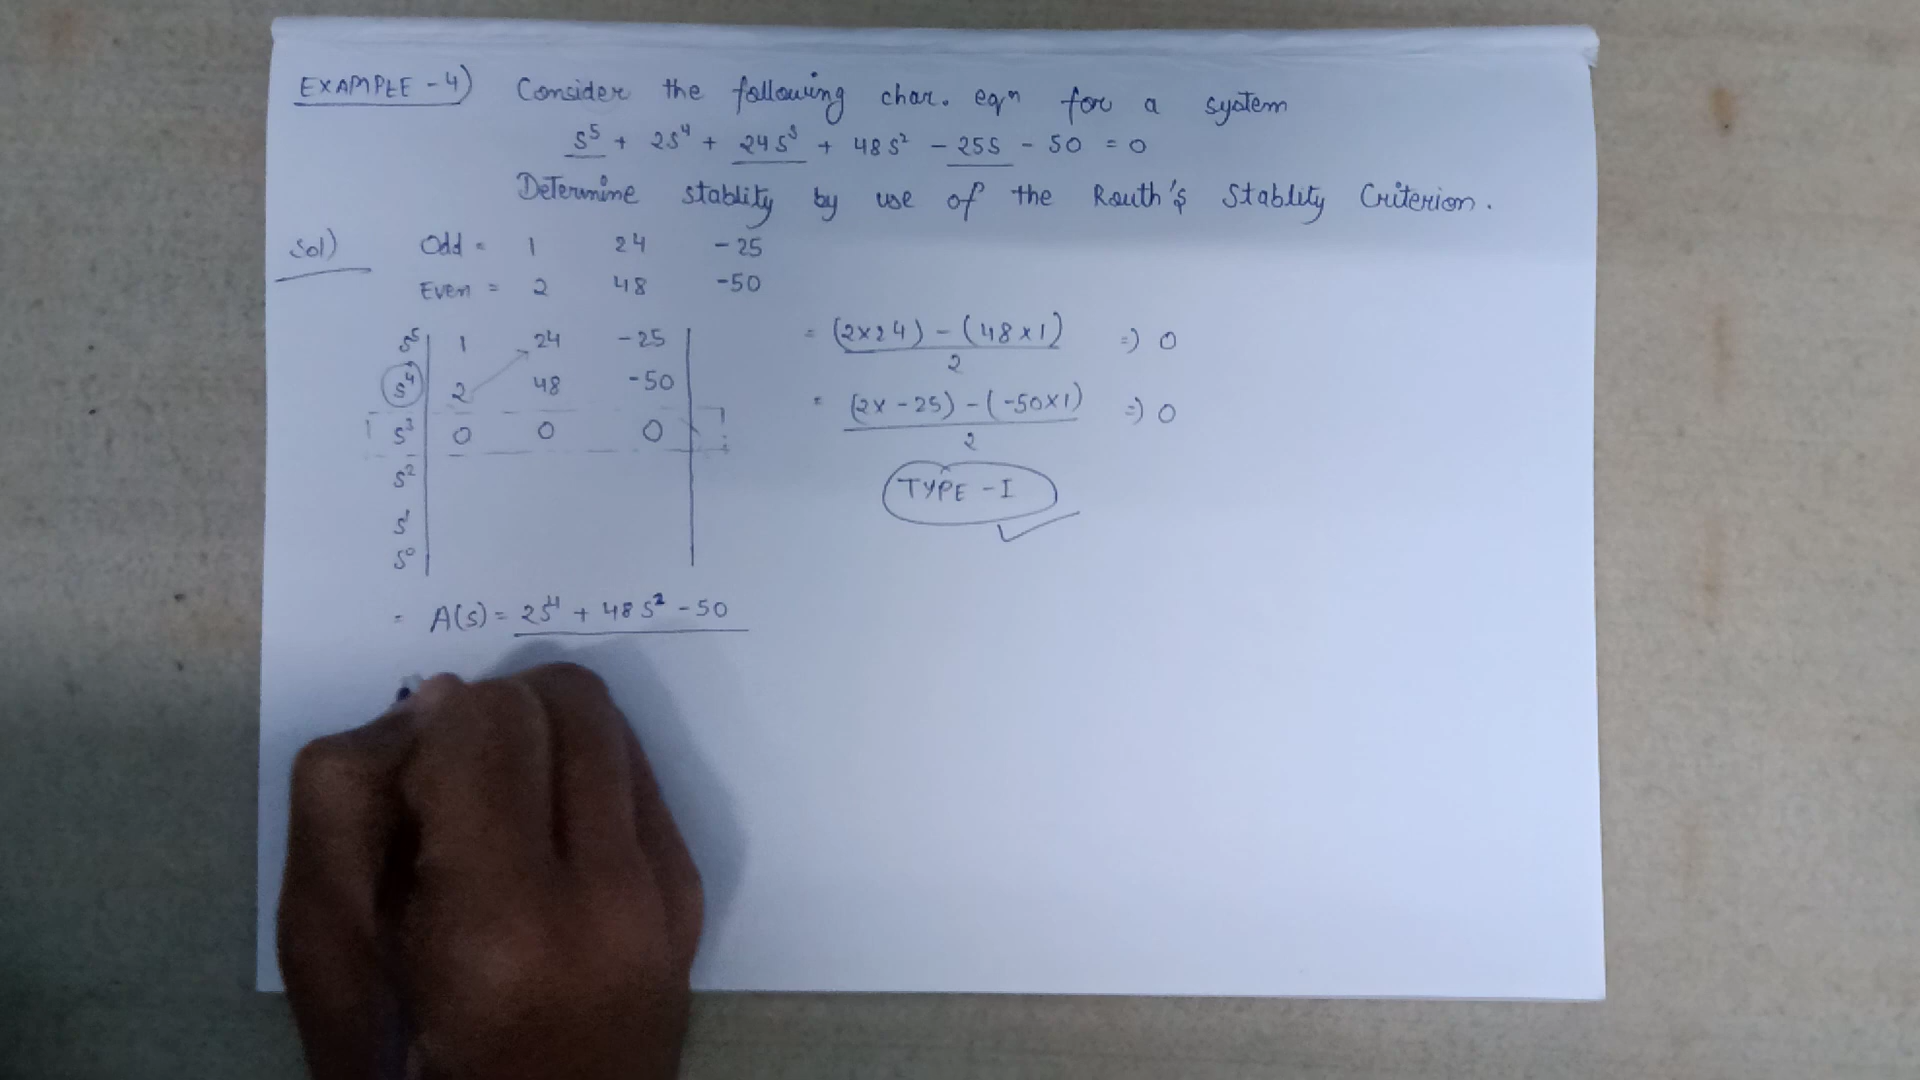 EXAMPLE - 4) Consider the following char. eqⁿ for a system
s⁵ + 2s⁴ + 24s³ + 48s² - 25s - 50 = 0
Determine stablity by use of the Routh's Stablity Criterion.
Sol) Odd = 1 24 -25
Even = 2 48 -50
s⁵ 1 24 -25
s⁴ 2 48 -50
s³ 0 0 0
s²
s¹
s⁰
= (2x24) - (48x1) / 2 => 0
= (2x-25) - (-50x1) / 2 => 0
TYPE - I
= A(s) = 2s⁴ + 48s² - 50